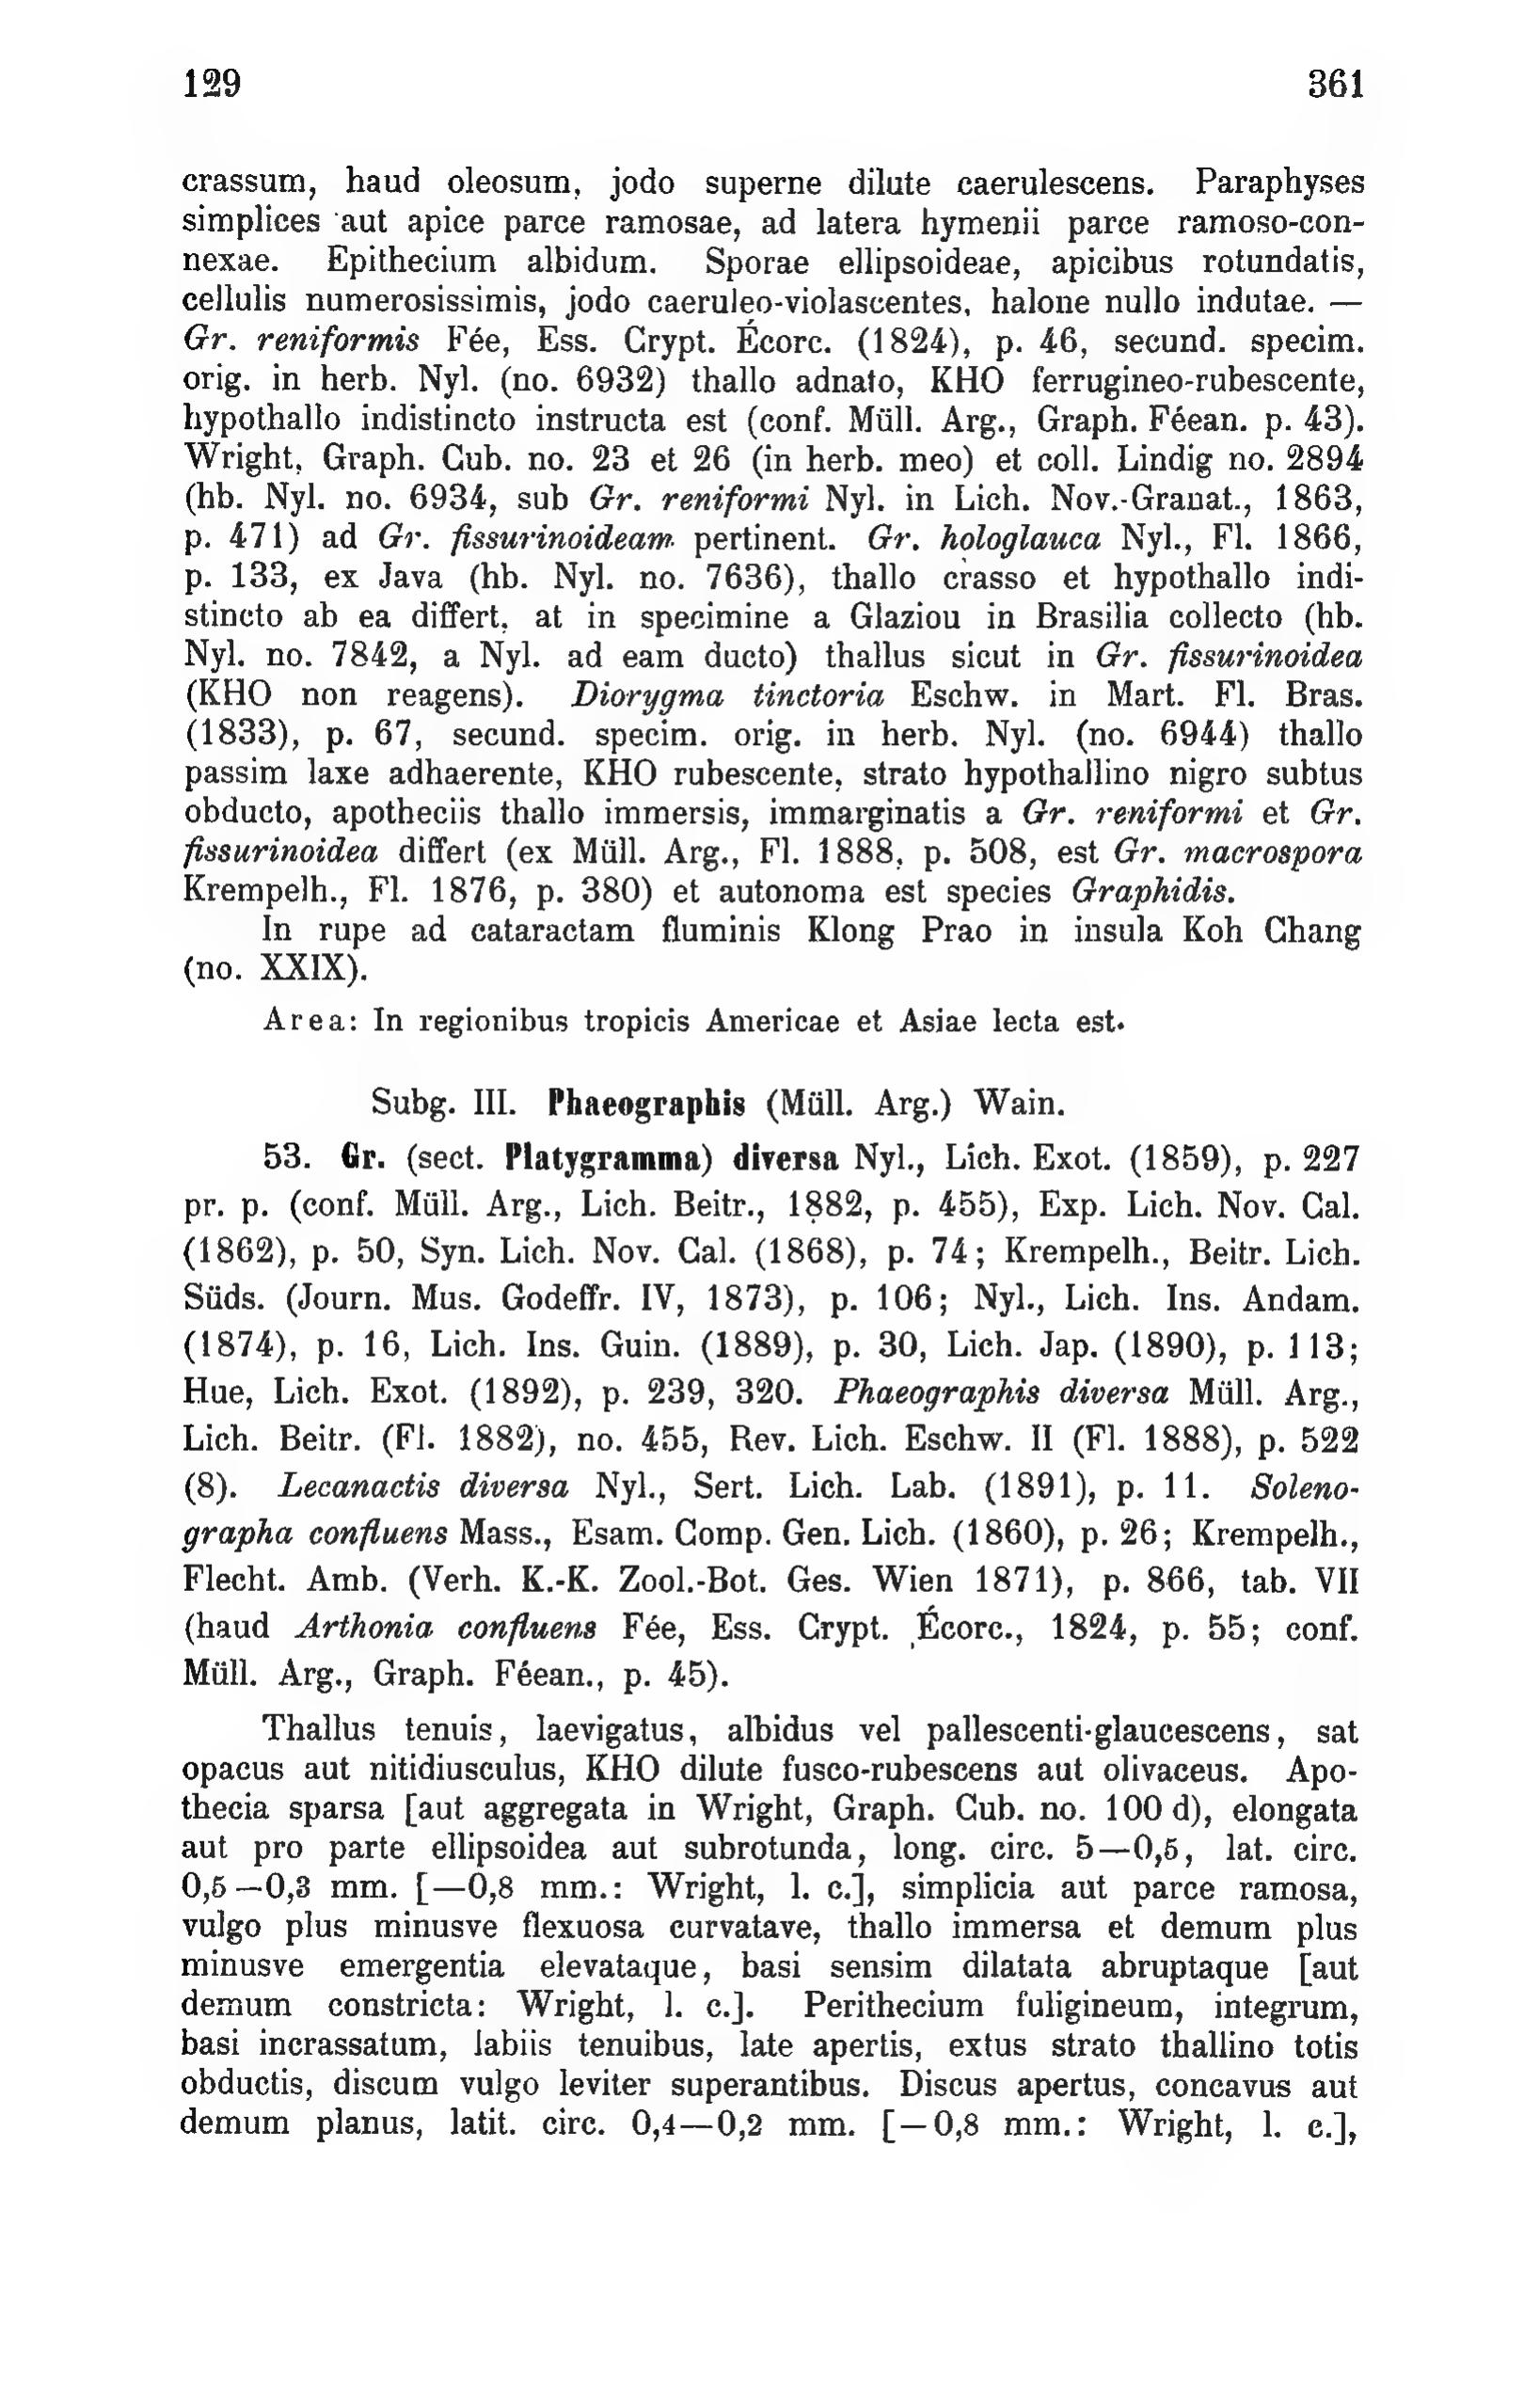 129 361
crassum, haud oleosum, jodo superne dilute caerulescens. Paraphyses
simplices aut apice parce ramosae, ad latera hymenii parce ramoso-con-
nexae. Epithecium albidum. Sporae ellipsoideae, apicibus rotundatis,
cellulis numerosissimis, jodo caeruleo-violascentes, halone nullo indutae. —
Gr. reniformis Fée, Ess. Crypt. Écorc. (1824), p. 46, secund. specim.
orig. in herb. Nyl. (no. 6932) thallo adnato, KHO ferrugineo-rubescente,
hypothallo indistincto instructa est (conf. Müll. Arg., Graph. Féean. p. 43).
Wright, Graph. Cub. no. 23 et 26 (in herb. meo) et coll. Lindig no. 2894
(hb. Nyl. no. 6934, sub Gr. reniformi Nyl. in Lich. Nov.-Granat., 1863,
p. 471) ad Gr. fissurinoideam pertinent. Gr. hologlauca Nyl., Fl. 1866,
p. 133, ex Java (hb. Nyl. no. 7636), thallo crasso et hypothallo indi-
stincto ab ea differt, at in specimine a Glaziou in Brasilia collecto (hb.
Nyl. no. 7842, a Nyl. ad eam ducto) thallus sicut in Gr. fissurinoidea
(KHO non reagens). Diorygma tinctoria Eschw. in Mart. Fl. Bras.
(1833), p. 67, secund. specim. orig. in herb. Nyl. (no. 6944) thallo
passim laxe adhaerente, KHO rubescente, strato hypothallino nigro subtus
obducto, apotheciis thallo immersis, immarginatis a Gr. reniformi et Gr.
fissurinoidea differt (ex Müll. Arg., Fl. 1888, p. 508, est Gr. macrospora
Krempelh., Fl. 1876, p. 380) et autonoma est species Graphidis.
In rupe ad cataractam fluminis Klong Prao in insula Koh Chang
(no. XXIX).
Area: In regionibus tropicis Americae et Asiae lecta est.
Subg. III. Phaeographis (Müll. Arg.) Wain.
53. Gr. (sect. Platygramma) diversa Nyl., Lich. Exot. (1859), p. 227
pr. p. (conf. Müll. Arg., Lich. Beitr., 1882, p. 455), Exp. Lich. Nov. Cal.
(1862), p. 50, Syn. Lich. Nov. Cal. (1868), p. 74; Krempelh., Beitr. Lich.
Süds. (Journ. Mus. Godeffr. IV, 1873), p. 106; Nyl., Lich. Ins. Andam.
(1874), p. 16, Lich. Ins. Guin. (1889), p. 30, Lich. Jap. (1890), p. 113;
Hue, Lich. Exot. (1892), p. 239, 320. Phaeographis diversa Müll. Arg.,
Lich. Beitr. (Fl. 1882), no. 455, Rev. Lich. Eschw. II (Fl. 1888), p. 522
(8). Lecanactis diversa Nyl., Sert. Lich. Lab. (1891), p. 11. Soleno-
grapha confluens Mass., Esam. Comp. Gen. Lich. (1860), p. 26; Krempelh.,
Flecht. Amb. (Verh. K.-K. Zool.-Bot. Ges. Wien 1871), p. 866, tab. VII
(haud Arthonia confluens Fée, Ess. Crypt. Écorc., 1824, p. 55; conf.
Müll. Arg., Graph. Féean., p. 45).
Thallus tenuis, laevigatus, albidus vel pallescenti-glaucescens, sat
opacus aut nitidiusculus, KHO dilute fusco-rubescens aut olivaceus. Apo-
thecia sparsa [aut aggregata in Wright, Graph. Cub. no. 100 d), elongata
aut pro parte ellipsoidea aut subrotunda, long. circ. 5—0,5, lat. circ.
0,5—0,3 mm. [—0,8 mm.: Wright, l. c.], simplicia aut parce ramosa,
vulgo plus minusve flexuosa curvatave, thallo immersa et demum plus
minusve emergentia elevataque, basi sensim dilatata abruptaque [aut
demum constricta: Wright, l. c.]. Perithecium fuligineum, integrum,
basi incrassatum, labiis tenuibus, late apertis, extus strato thallino totis
obductis, discum vulgo leviter superantibus. Discus apertus, concavus aut
demum planus, latit. circ. 0,4—0,2 mm. [—0,8 mm.: Wright, l. c.],